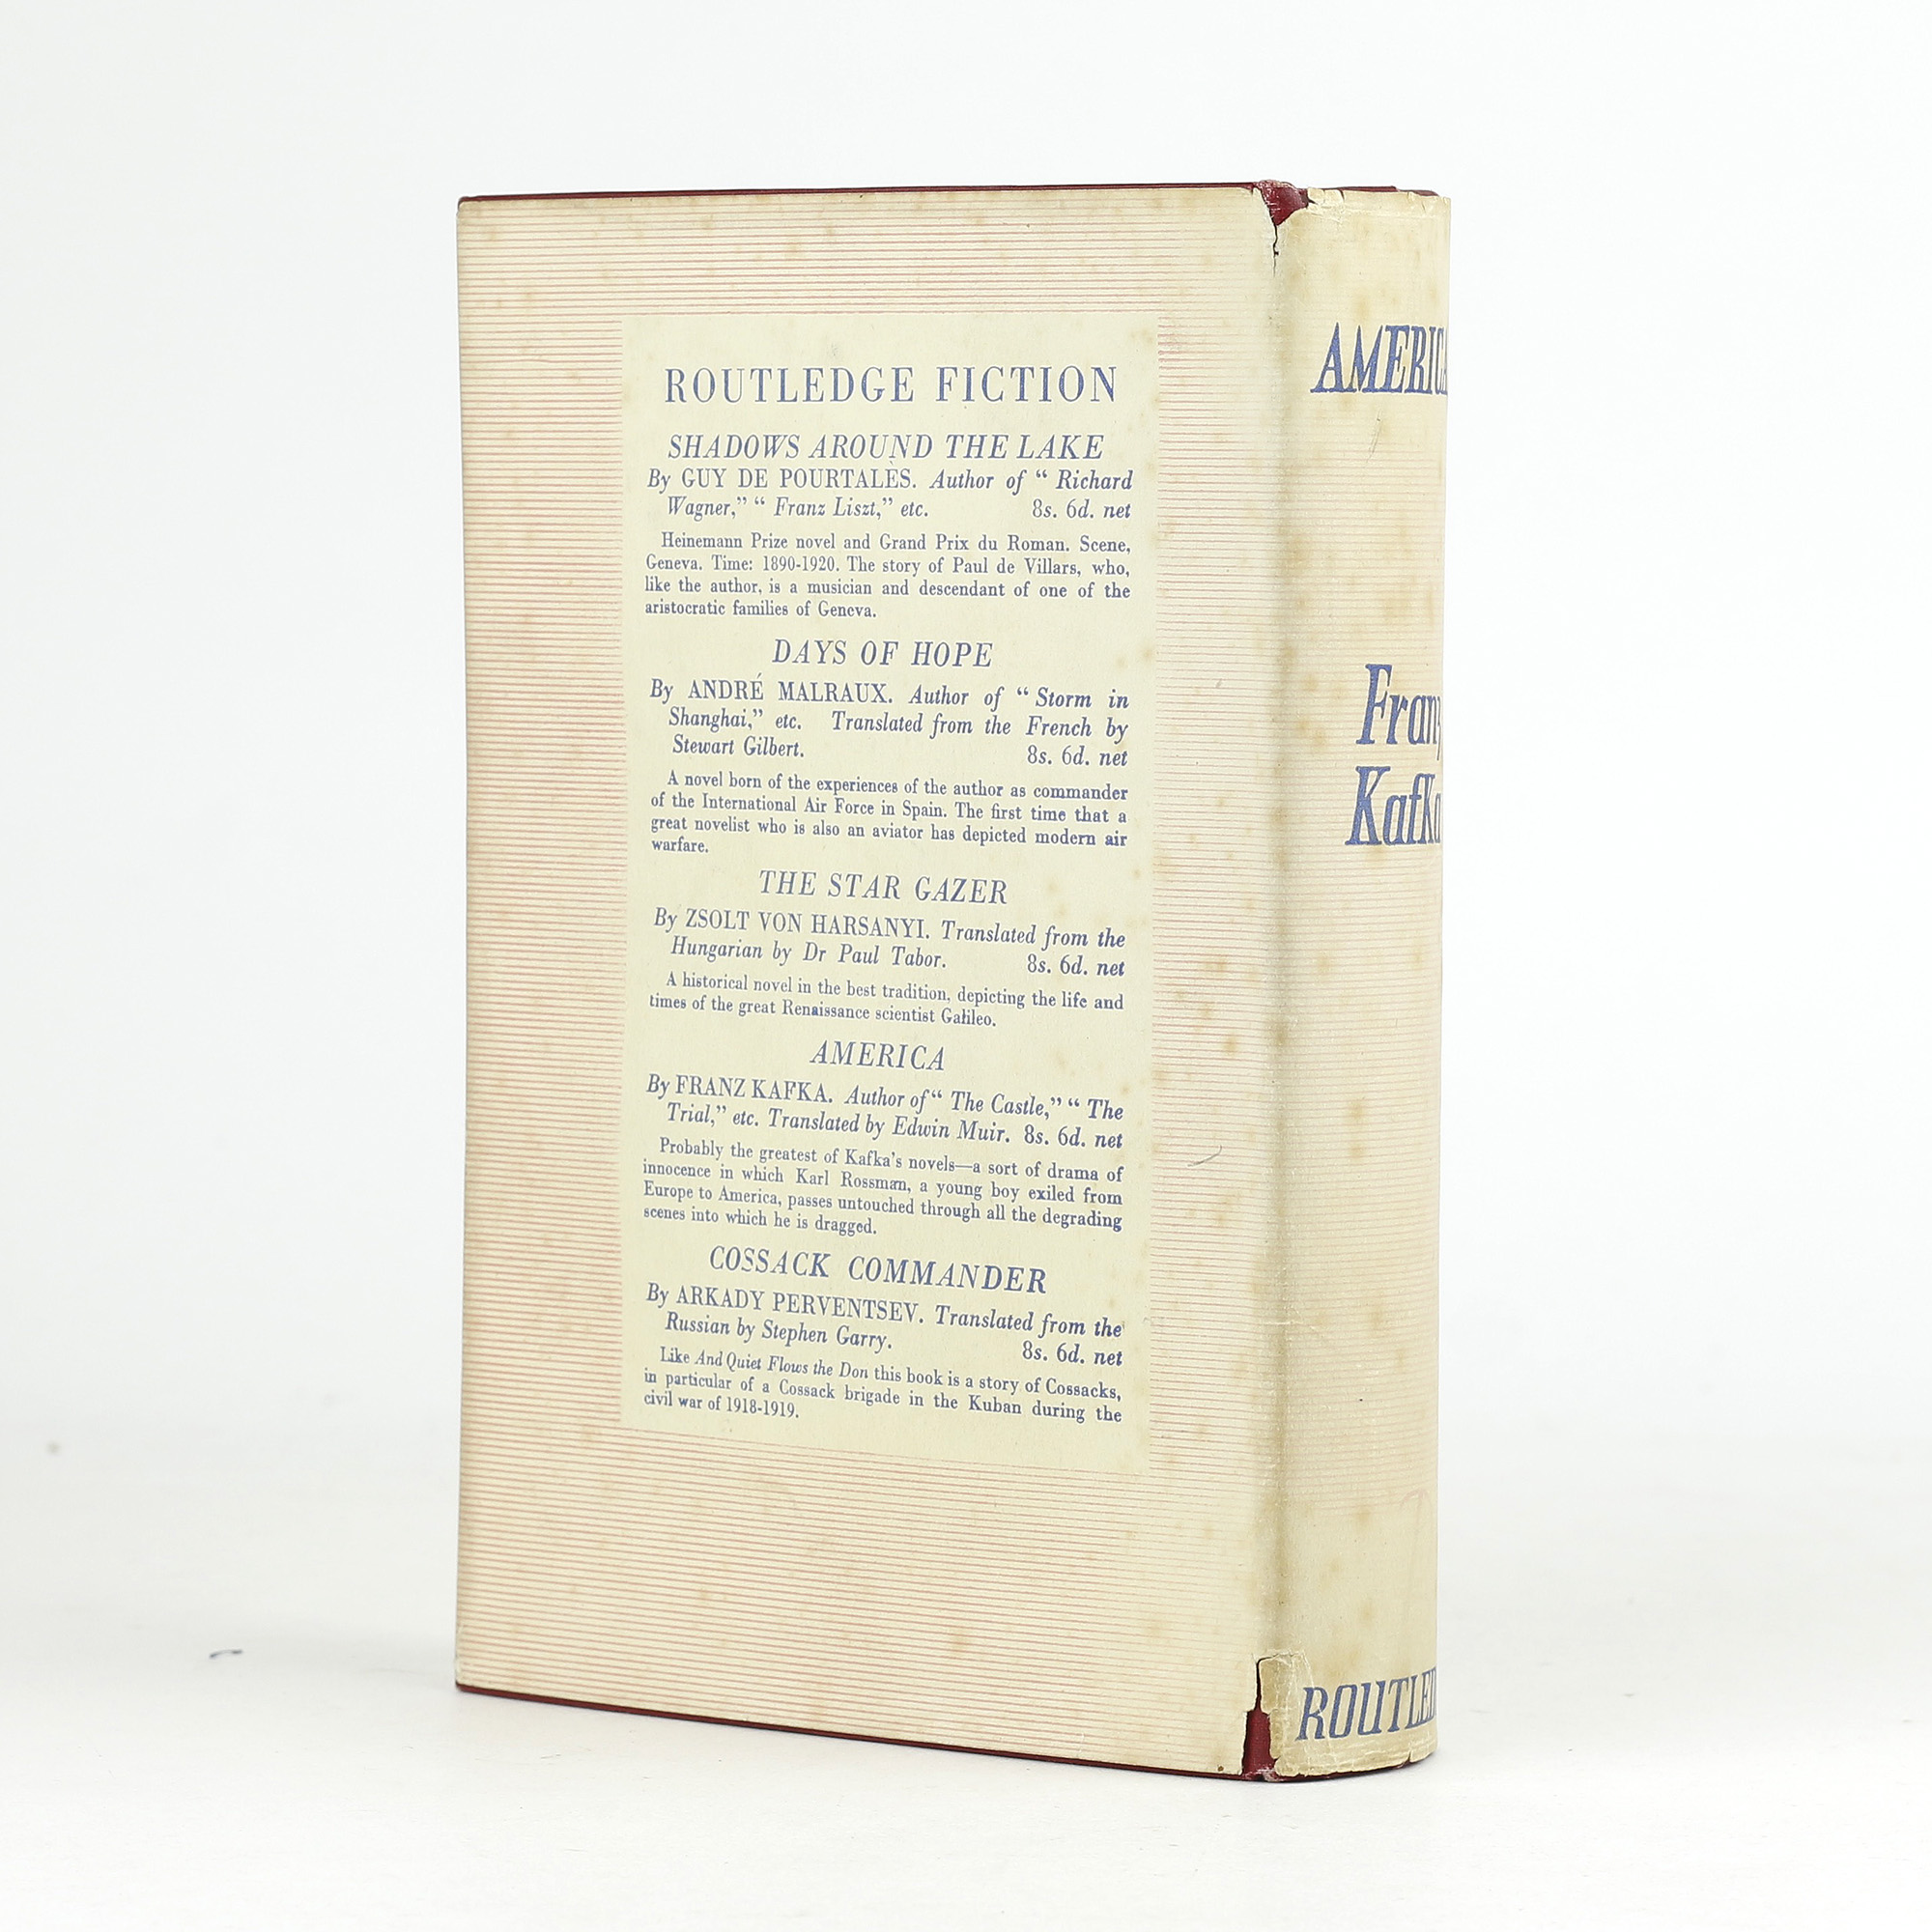 ROUTLEDGE FICTION
SHADOWS AROUND THE LAKE
By GUY DE POURTALÈS. Author of “ Richard
Wagner,” “ Franz Liszt,” etc. 8s. 6d. net
Heinemann Prize novel and Grand Prix du Roman. Scene,
Geneva. Time: 1890-1920. The story of Paul de Villars, who,
like the author, is a musician and descendant of one of the
aristocratic families of Geneva.
DAYS OF HOPE
By ANDRÉ MALRAUX. Author of “ Storm in
Shanghai,” etc. Translated from the French by
Stewart Gilbert. 8s. 6d. net
A novel born of the experiences of the author as commander
of the International Air Force in Spain. The first time that a
great novelist who is also an aviator has depicted modern air
warfare.
THE STAR GAZER
By ZSOLT VON HARSANYI. Translated from the
Hungarian by Dr Paul Tabor. 8s. 6d. net
A historical novel in the best tradition, depicting the life and
times of the great Renaissance scientist Galileo.
AMERICA
By FRANZ KAFKA. Author of “ The Castle,” “ The
Trial,” etc. Translated by Edwin Muir. 8s. 6d. net
Probably the greatest of Kafka's novels—a sort of drama of
innocence in which Karl Rossman, a young boy exiled from
Europe to America, passes untouched through all the degrading
scenes into which he is dragged.
COSSACK COMMANDER
By ARKADY PERVENTSEV. Translated from the
Russian by Stephen Garry. 8s. 6d. net
Like And Quiet Flows the Don this book is a story of Cossacks,
in particular of a Cossack brigade in the Kuban during the
civil war of 1918-1919.
AMERICA
Franz
Kafka
ROUTLED